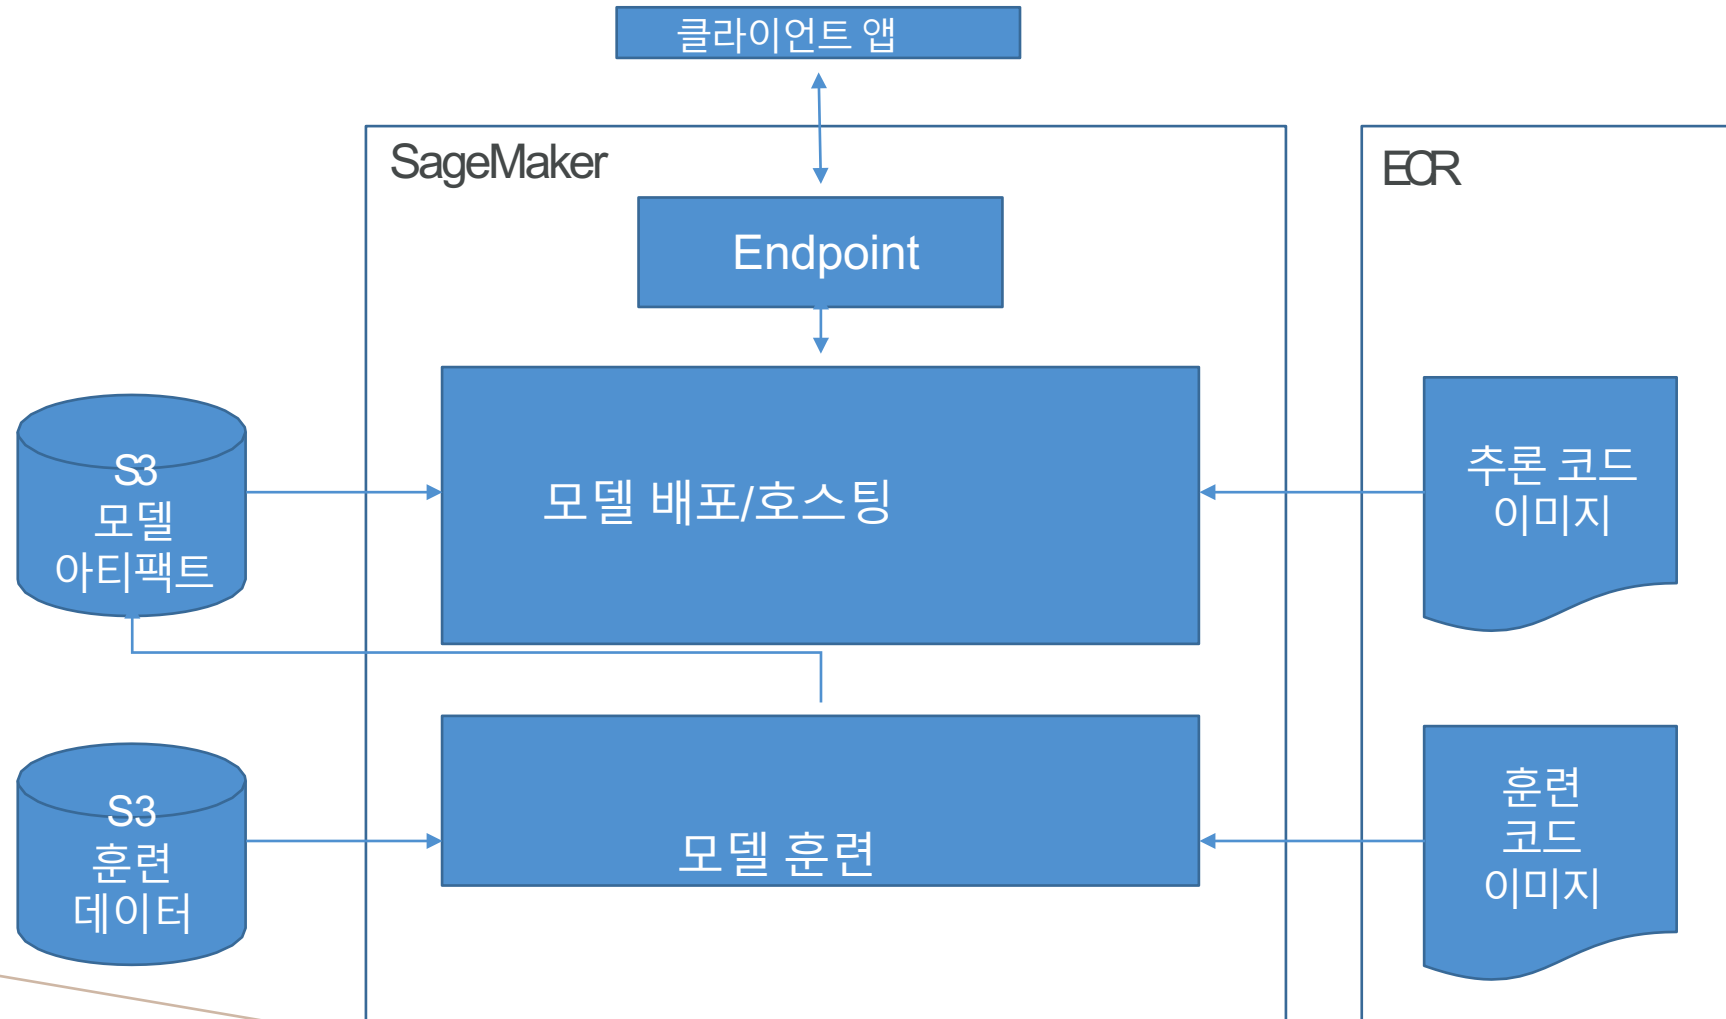 클라이언트 앱
SageMaker
ECR
Endpoint
S3
모델
아티팩트
모델 배포/호스팅
추론 코드
이미지
S3
훈련
데이터
모델 훈련
훈련
코드
이미지